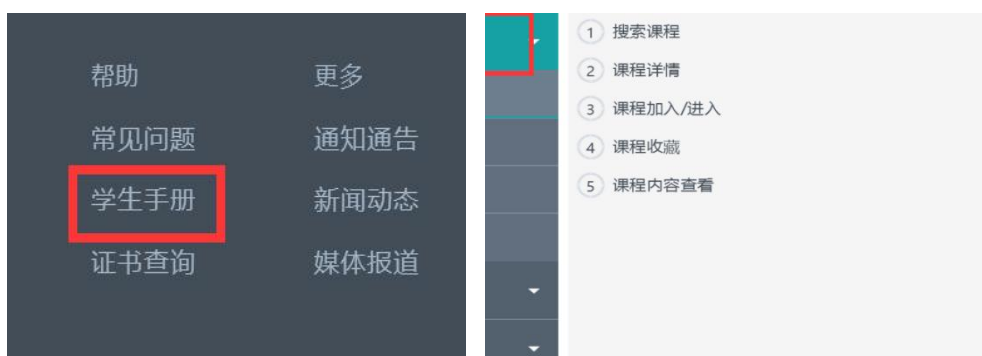 帮助
更多
常见问题
通知通告
学生手册
新闻动态
证书查询
媒体报道
1 搜索课程
2 课程详情
3 课程加入/进入
4 课程收藏
5 课程内容查看